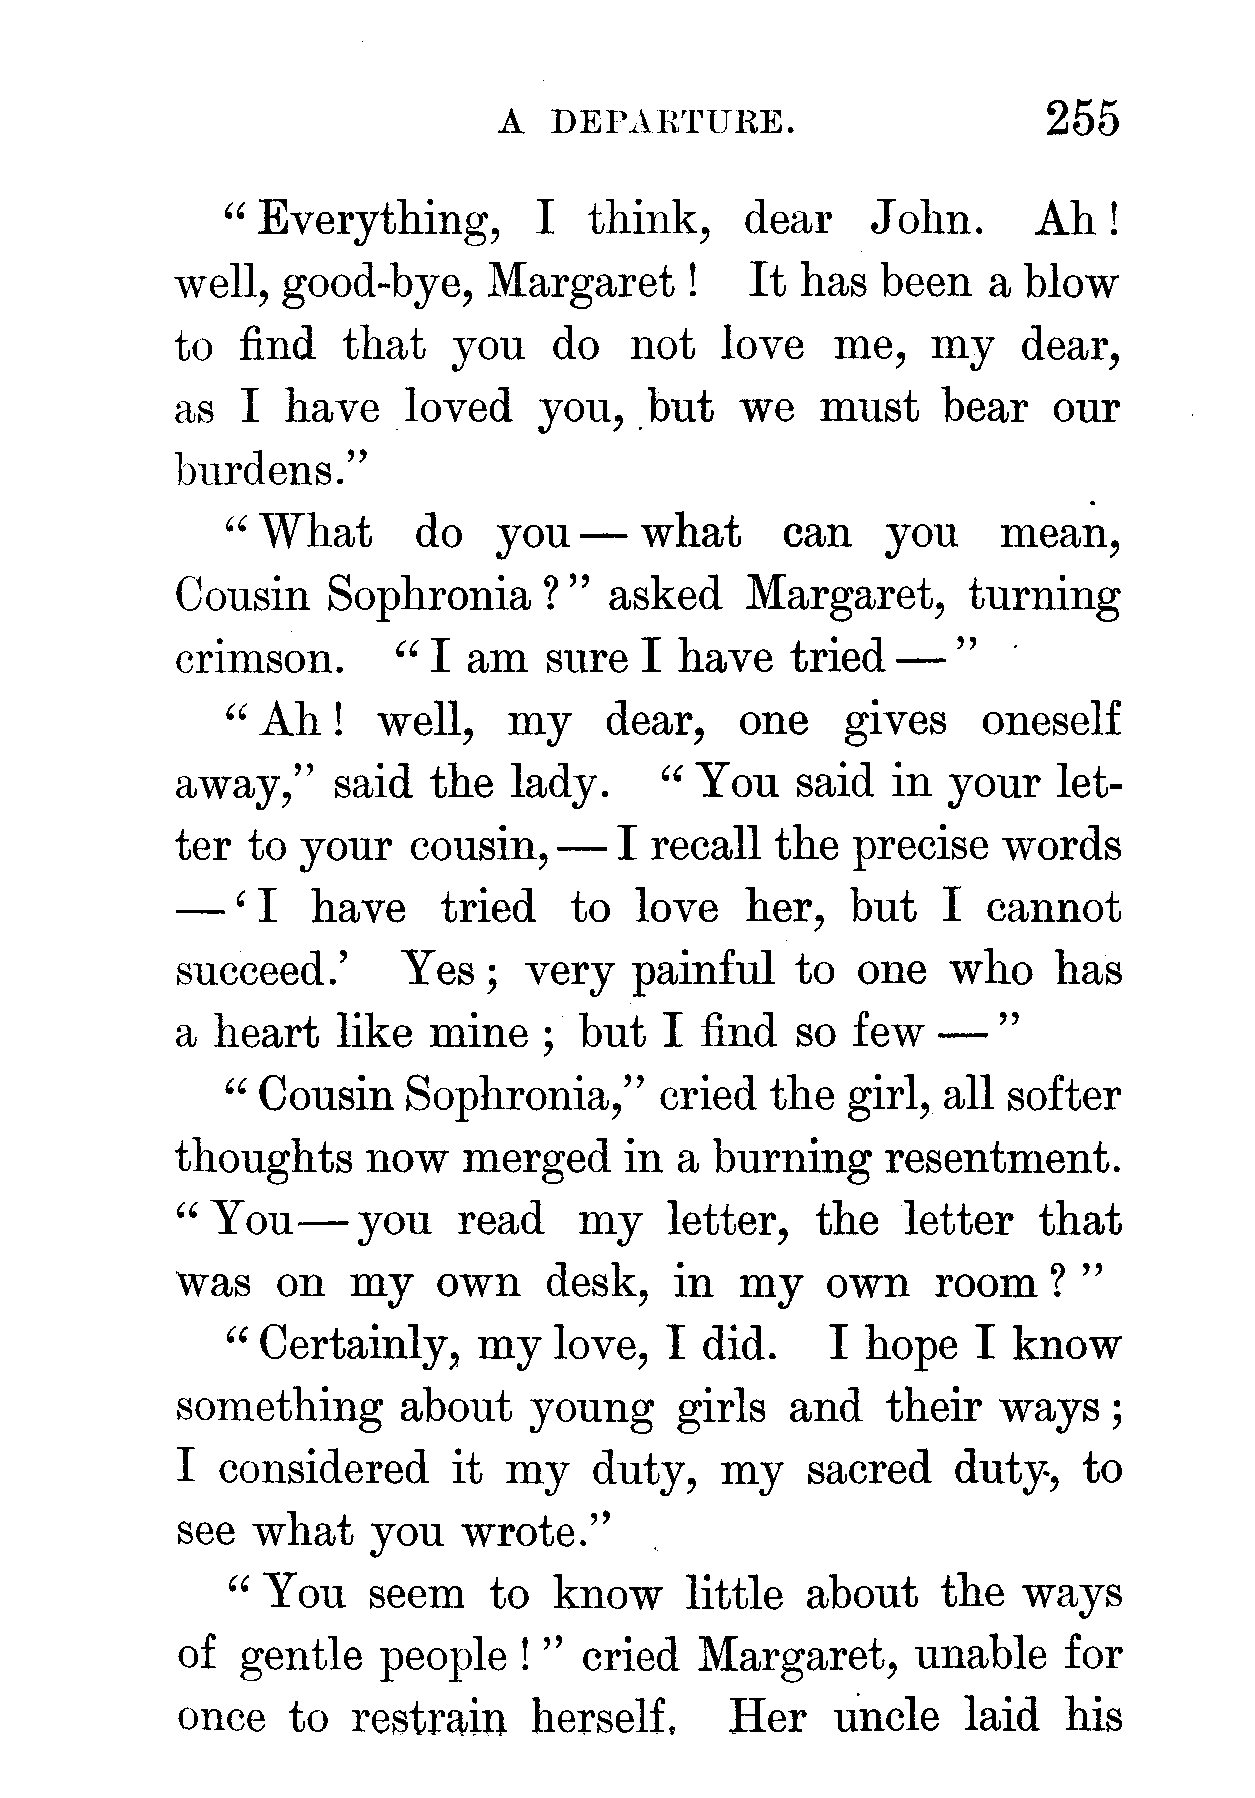 A DEPARTURE. 255
“ Everything, I think, dear John. Ah !
well, good-bye, Margaret ! It has been a blow
to find that you do not love me, my dear,
as I have loved you, but we must bear our
burdens.”
“ What do you — what can you mean,
Cousin Sophronia ? ” asked Margaret, turning
crimson. “ I am sure I have tried — ”
“ Ah ! well, my dear, one gives oneself
away,” said the lady. “ You said in your let-
ter to your cousin, — I recall the precise words
— ‘ I have tried to love her, but I cannot
succeed.’ Yes ; very painful to one who has
a heart like mine ; but I find so few — ”
“ Cousin Sophronia,” cried the girl, all softer
thoughts now merged in a burning resentment.
“ You — you read my letter, the letter that
was on my own desk, in my own room ? ”
“ Certainly, my love, I did. I hope I know
something about young girls and their ways ;
I considered it my duty, my sacred duty, to
see what you wrote.”
“ You seem to know little about the ways
of gentle people ! ” cried Margaret, unable for
once to restrain herself. Her uncle laid his